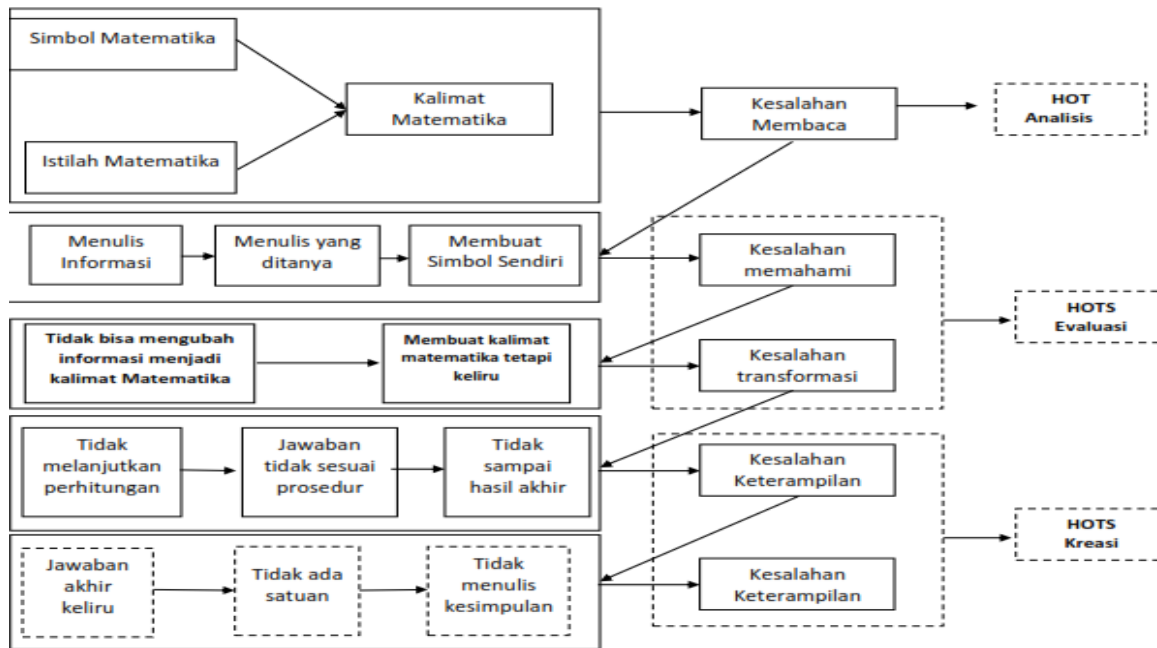 Simbol Matematika
Kalimat
Matematika
Istilah Matematika
Kesalahan
Membaca
HOT
Analisis
Menulis
Informasi
Menulis yang
ditanya
Membuat
Simbol Sendiri
Kesalahan
memahami
HOTS
Evaluasi
Tidak bisa mengubah
informasi menjadi
kalimat Matematika
Membuat kalimat
matematika tetapi
keliru
Kesalahan
transformasi
Tidak
melanjutkan
perhitungan
Jawaban
tidak sesuai
prosedur
Tidak
sampai
hasil akhir
Kesalahan
Keterampilan
HOTS
Kreasi
Jawaban
akhir
keliru
Tidak ada
satuan
Tidak
menulis
kesimpulan
Kesalahan
Keterampilan